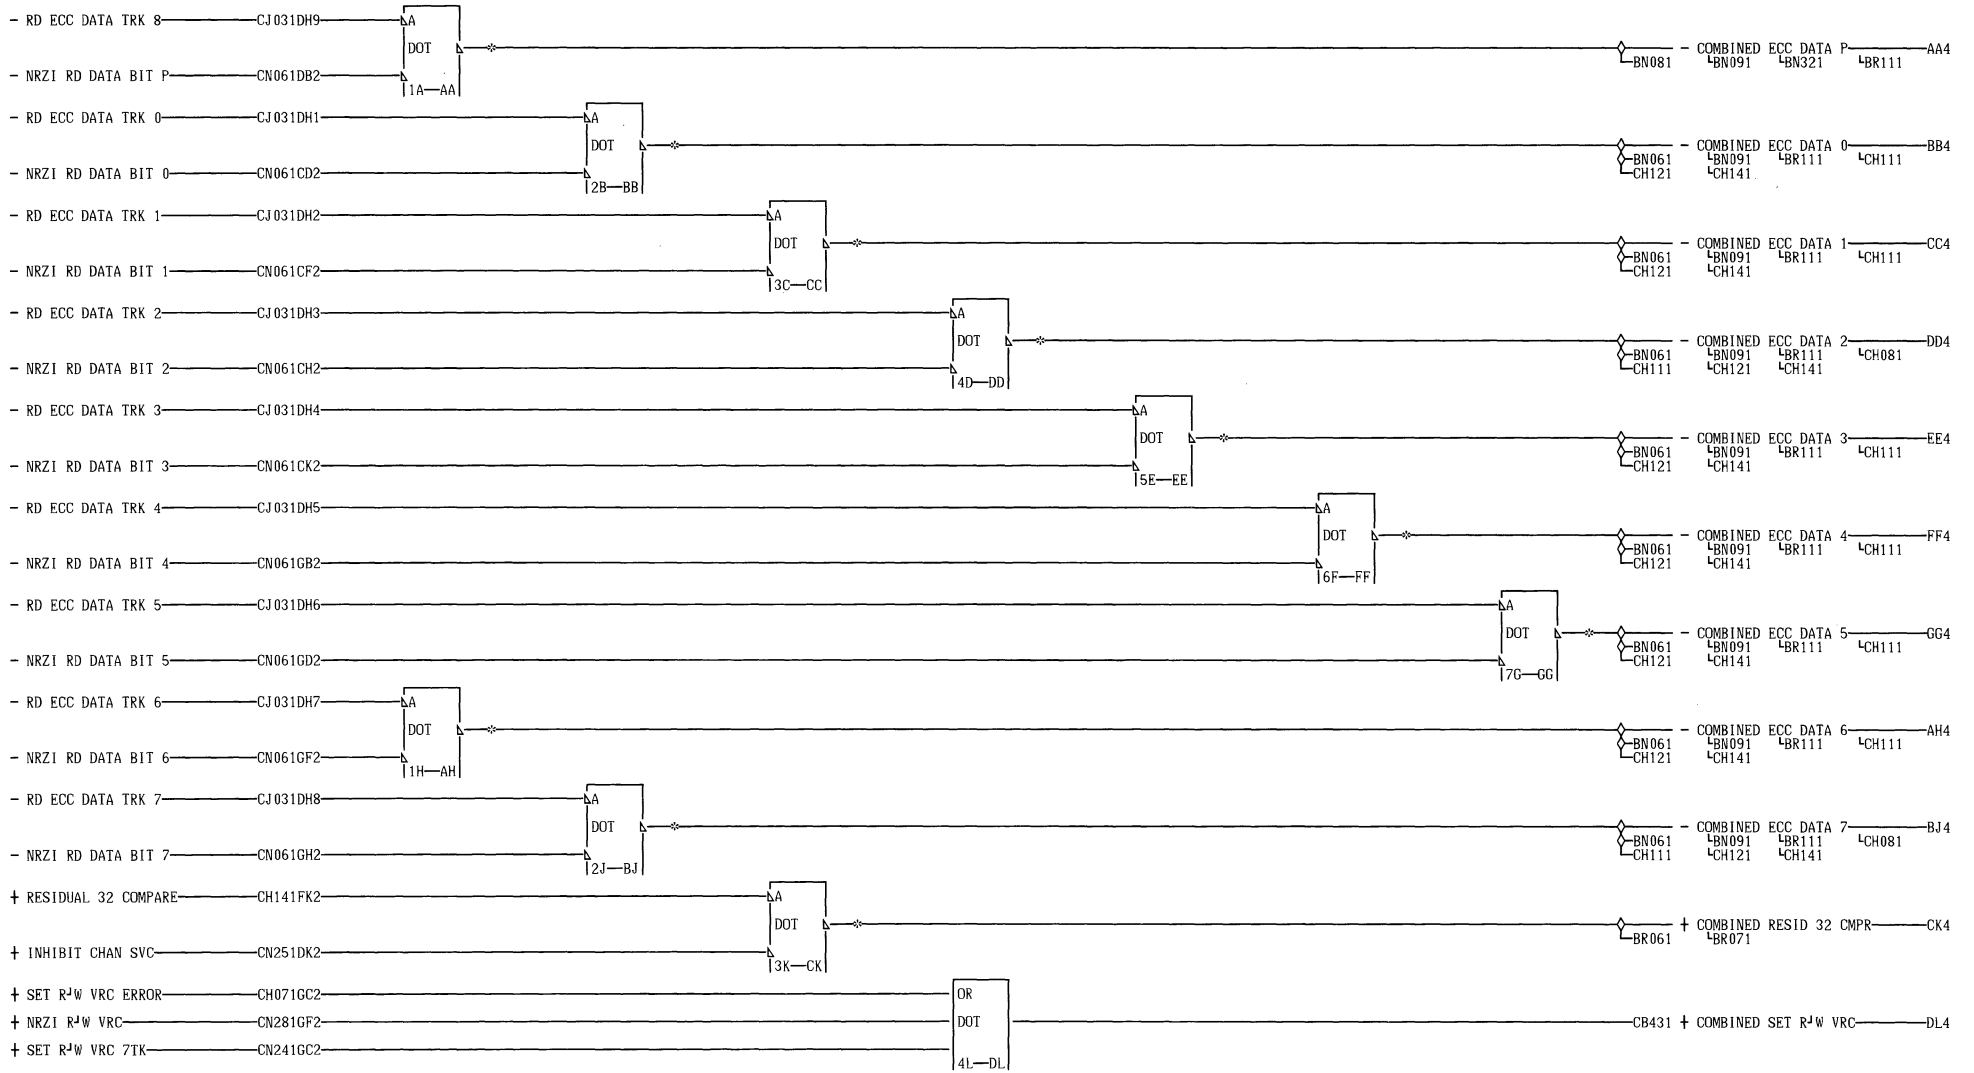 - RD ECC DATA TRK 8 CJ031DH9 A
DOT - COMBINED ECC DATA P AA4
BN081 BN091 BN321 BR111
- NRZI RD DATA BIT P CN061DB2
1A AA
- RD ECC DATA TRK 0 CJ031DH1 A
DOT - COMBINED ECC DATA 0 BB4
BN061 BN091 BR111 CH111
- NRZI RD DATA BIT 0 CN061CD2 CH121 CH141
2B BB
- RD ECC DATA TRK 1 CJ031DH2 A
DOT - COMBINED ECC DATA 1 CC4
BN061 BN091 BR111 CH111
- NRZI RD DATA BIT 1 CN061CF2 CH121 CH141
3C CC
- RD ECC DATA TRK 2 CJ031DH3 A
DOT - COMBINED ECC DATA 2 DD4
BN061 BN091 BR111 CH081
- NRZI RD DATA BIT 2 CN061CH2 CH111 CH121 CH141
4D DD
- RD ECC DATA TRK 3 CJ031DH4 A
DOT - COMBINED ECC DATA 3 EE4
BN061 BN091 BR111 CH111
- NRZI RD DATA BIT 3 CN061CK2 CH121 CH141
5E EE
- RD ECC DATA TRK 4 CJ031DH5 A
DOT - COMBINED ECC DATA 4 FF4
BN061 BN091 BR111 CH111
- NRZI RD DATA BIT 4 CN061GB2 CH121 CH141
6F FF
- RD ECC DATA TRK 5 CJ031DH6 A
DOT - COMBINED ECC DATA 5 GG4
BN061 BN091 BR111 CH111
- NRZI RD DATA BIT 5 CN061GD2 CH121 CH141
7G GG
- RD ECC DATA TRK 6 CJ031DH7 A
DOT - COMBINED ECC DATA 6 AH4
BN061 BN091 BR111 CH111
- NRZI RD DATA BIT 6 CN061GF2 CH121 CH141
1H AH
- RD ECC DATA TRK 7 CJ031DH8 A
DOT - COMBINED ECC DATA 7 BJ4
BN061 BN091 BR111 CH081
- NRZI RD DATA BIT 7 CN061GH2 CH111 CH121 CH141
2J BJ
+ RESIDUAL 32 COMPARE CH141FK2 A
DOT + COMBINED RESID 32 CMPR CK4
BR061 BR071
+ INHIBIT CHAN SVC CN251DK2
3K CK
+ SET R┘W VRC ERROR CH071GC2 OR
+ NRZI R┘W VRC CN281GF2 DOT CB431 + COMBINED SET R┘W VRC DL4
+ SET R┘W VRC 7TK CN241GC2
4L DL